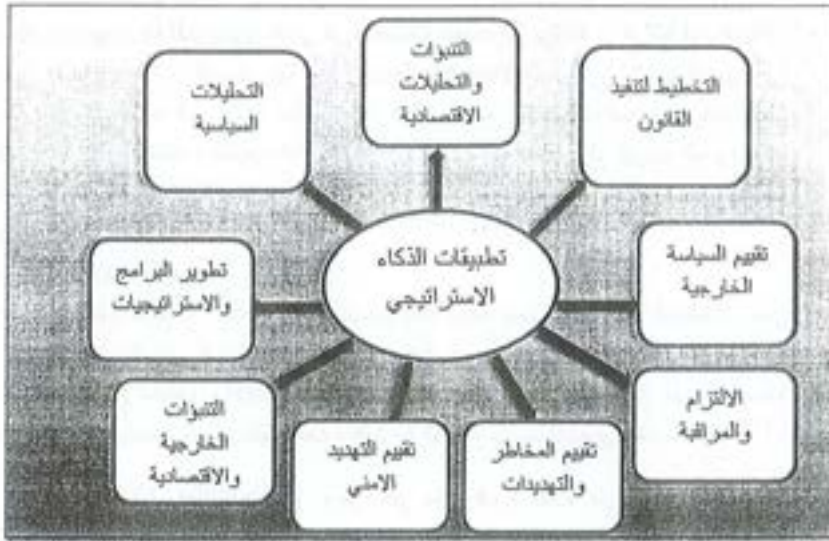 التخطيط لتنفيذ
القانون
التنبؤات
والتحليلات
الاقتصادية
التحليلات
السياسية
تطبيقات الذكاء
الاستراتيجي
تقييم السياسة
الخارجية
تطوير البرامج
والاستراتيجيات
الالتزام
والمراقبة
تقييم المخاطر
والتهديدات
تقييم التهديد
الامني
التنبؤات
الخارجية
والاقتصادية